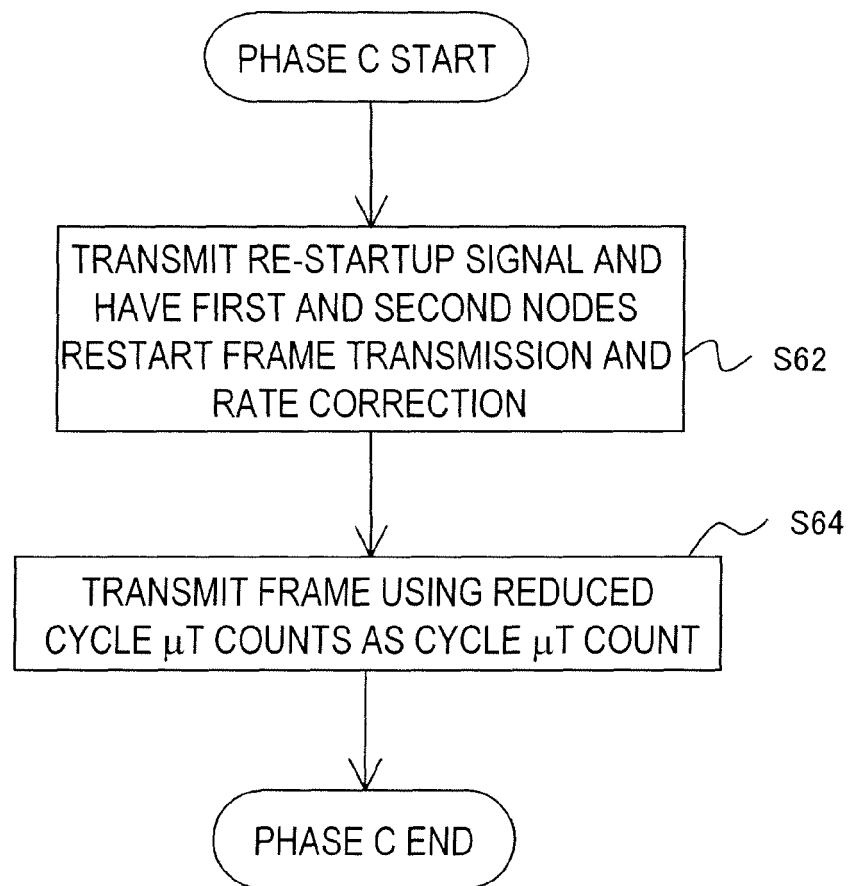 PHASE C START
TRANSMIT RE-STARTUP SIGNAL AND
HAVE FIRST AND SECOND NODES
RESTART FRAME TRANSMISSION AND
RATE CORRECTION
S62
S64
TRANSMIT FRAME USING REDUCED
CYCLE μT COUNTS AS CYCLE μT COUNT
PHASE C END